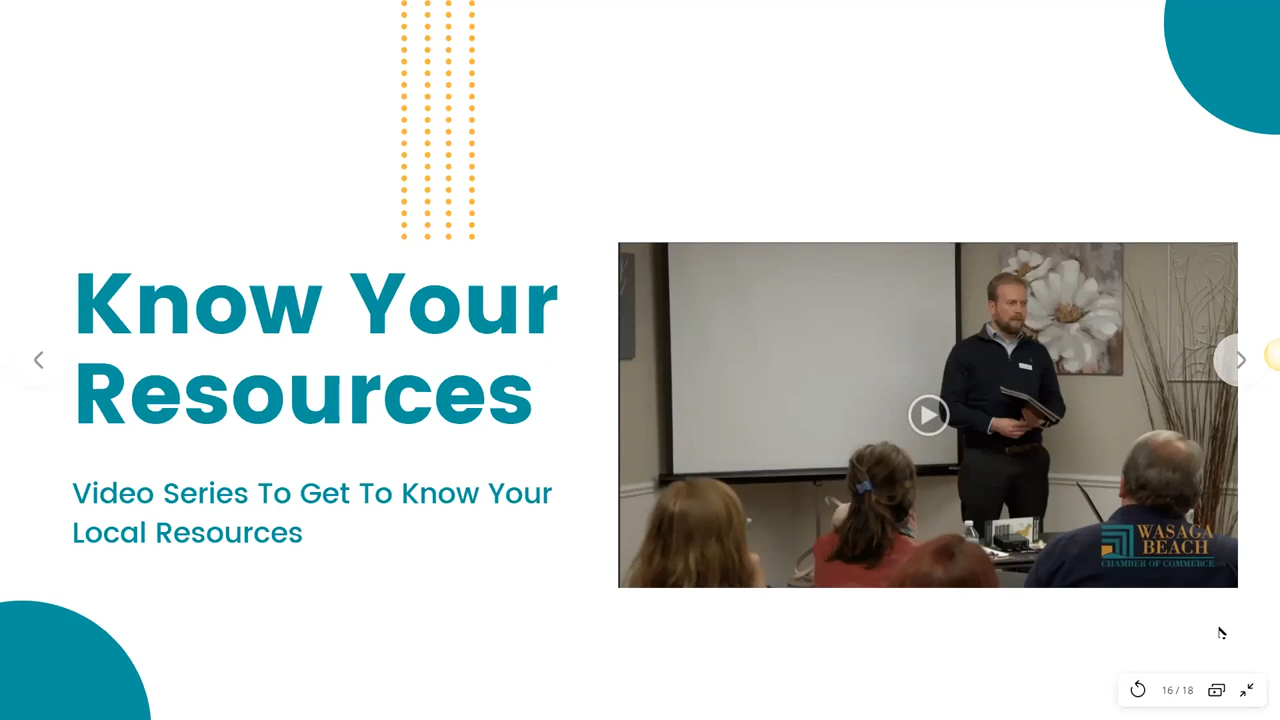 Know Your
Resources
Video Series To Get To Know Your
Local Resources
WASAGA
BEACH
CHAMBER OF COMMERCE
16 / 18